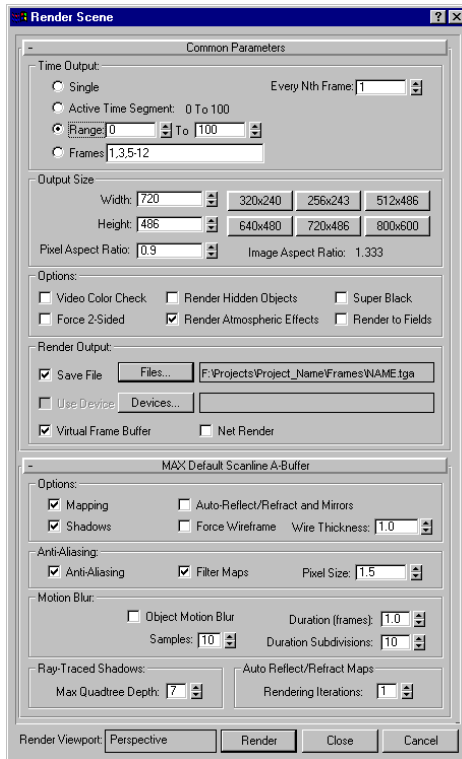 Render Scene
Common Parameters
Time Output:
Single
Every Nth Frame: 1
Active Time Segment: 0 To 100
Range: 0 To 100
Frames 1,3,5-12
Output Size
Width: 720 320x240 256x243 512x486
Height: 486 640x480 720x486 800x600
Pixel Aspect Ratio: 0.9 Image Aspect Ratio: 1.333
Options:
Video Color Check Render Hidden Objects Super Black
Force 2-Sided Render Atmospheric Effects Render to Fields
Render Output:
Save File Files... F:\Projects\Project_Name\Frames\NAME.tga
Use Device Devices...
Virtual Frame Buffer Net Render
MAX Default Scanline A-Buffer
Options:
Mapping Auto-Reflect/Refract and Mirrors
Shadows Force Wireframe Wire Thickness: 1.0
Anti-Aliasing:
Anti-Aliasing Filter Maps Pixel Size: 1.5
Motion Blur:
Object Motion Blur Duration (frames): 1.0
Samples: 10 Duration Subdivisions: 10
Ray-Traced Shadows: Auto Reflect/Refract Maps
Max Quadtree Depth: 7 Rendering Iterations: 1
Render Viewport: Perspective Render Close Cancel